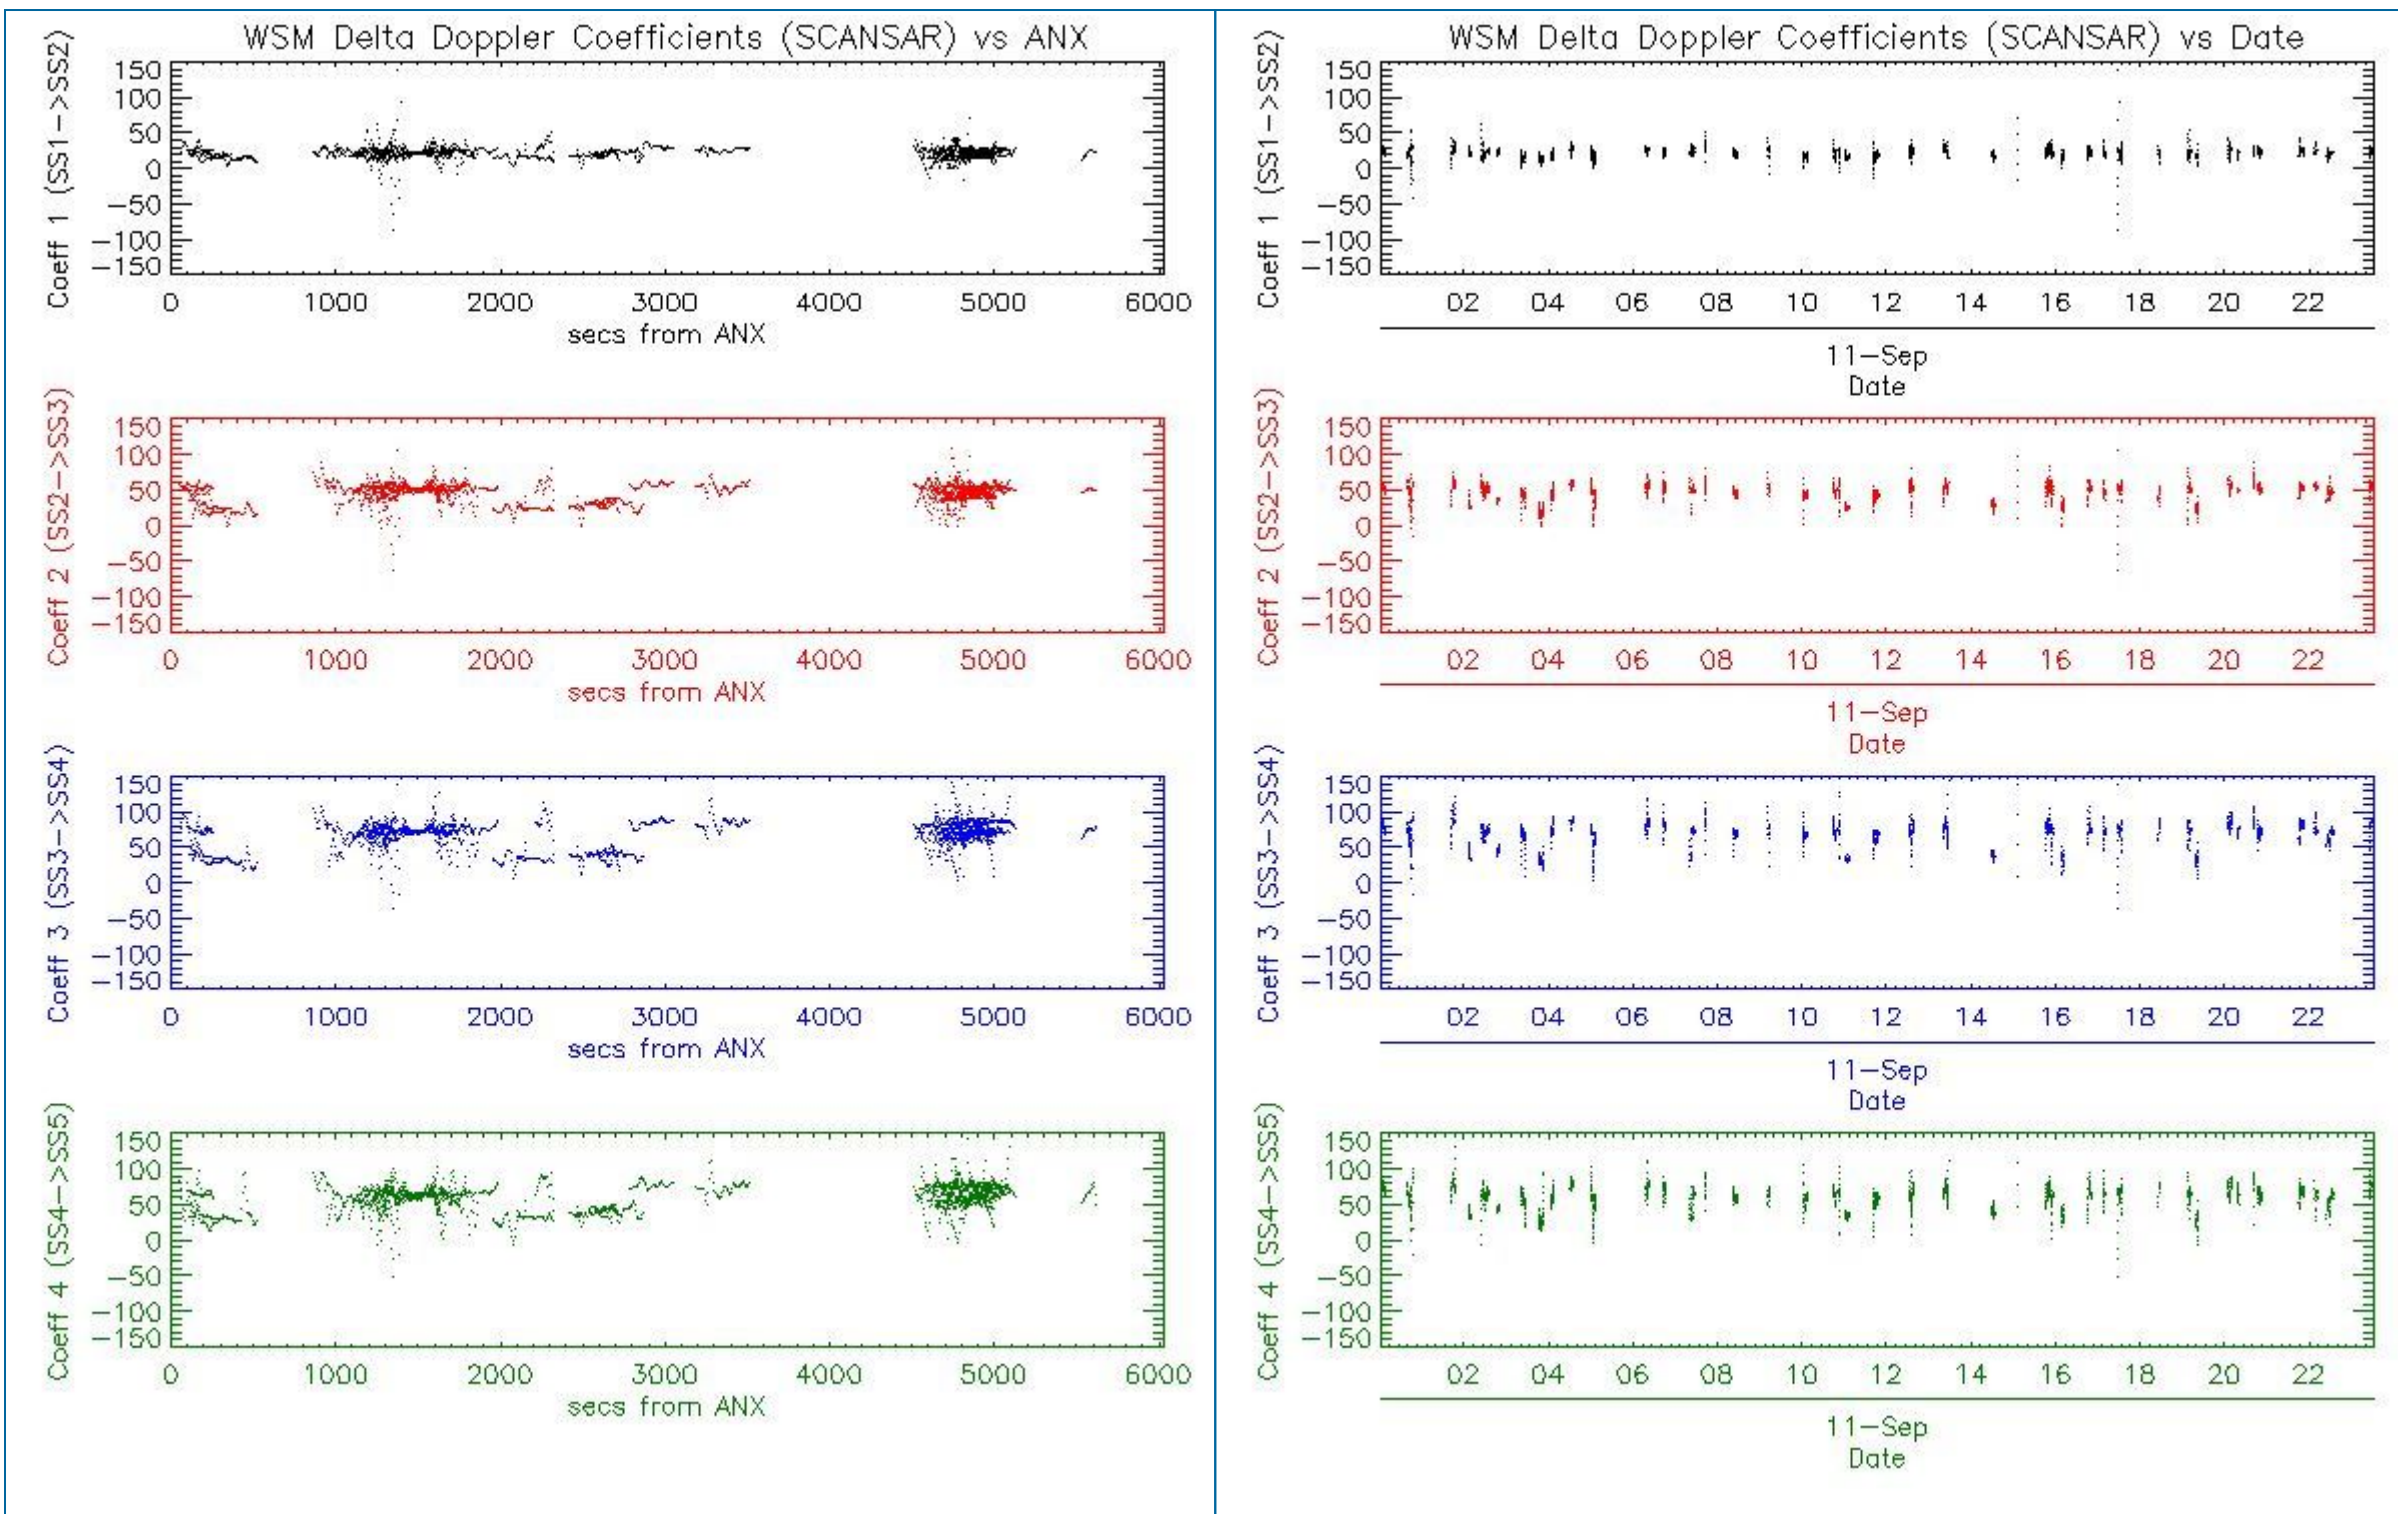 WSM Delta Doppler Coefficients (SCANSAR) vs ANX
Coeff 1 (SS1->SS2)
150
100
50
0
-50
-100
-150
0 1000 2000 3000 4000 5000 6000
secs from ANX
Coeff 2 (SS2->SS3)
150
100
50
0
-50
-100
-150
0 1000 2000 3000 4000 5000 6000
secs from ANX
Coeff 3 (SS3->SS4)
150
100
50
0
-50
-100
-150
0 1000 2000 3000 4000 5000 6000
secs from ANX
Coeff 4 (SS4->SS5)
150
100
50
0
-50
-100
-150
0 1000 2000 3000 4000 5000 6000
secs from ANX
WSM Delta Doppler Coefficients (SCANSAR) vs Date
Coeff 1 (SS1->SS2)
150
100
50
0
-50
-100
-150
02 04 06 08 10 12 14 16 18 20 22
11-Sep
Date
Coeff 2 (SS2->SS3)
150
100
50
0
-50
-100
-150
02 04 06 08 10 12 14 16 18 20 22
11-Sep
Date
Coeff 3 (SS3->SS4)
150
100
50
0
-50
-100
-150
02 04 06 08 10 12 14 16 18 20 22
11-Sep
Date
Coeff 4 (SS4->SS5)
150
100
50
0
-50
-100
-150
02 04 06 08 10 12 14 16 18 20 22
11-Sep
Date